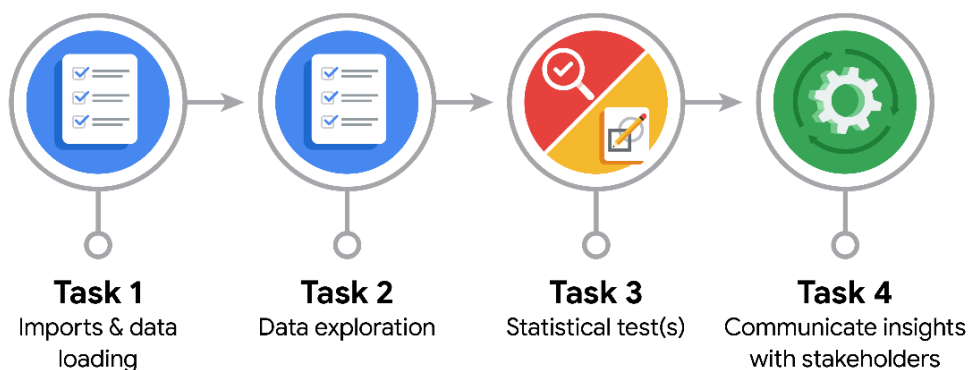 Task 1
Imports & data
loading
Task 2
Data exploration
Task 3
Statistical test(s)
Task 4
Communicate insights
with stakeholders